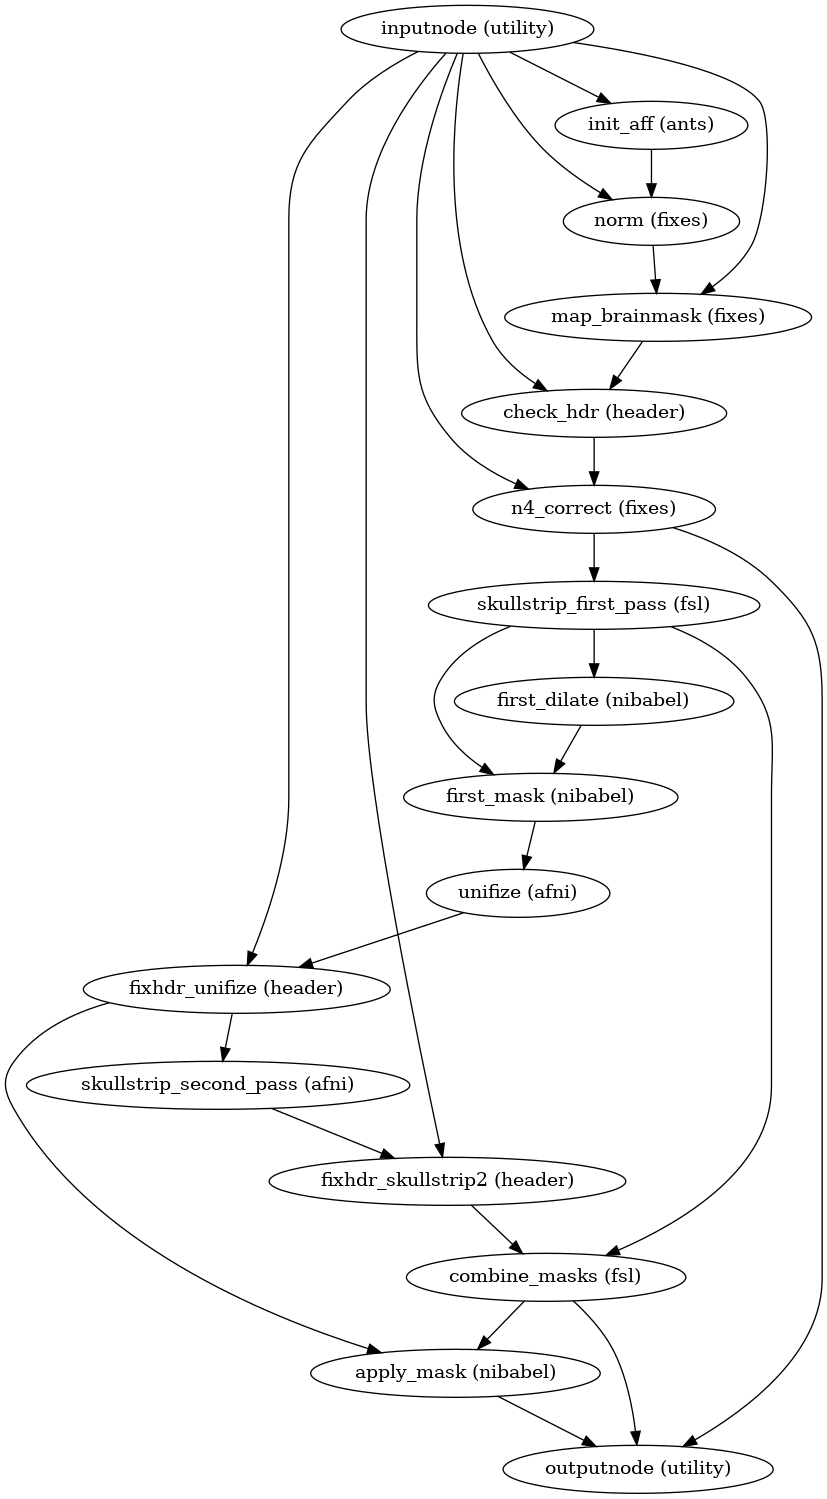 inputnode (utility)
init_aff (ants)
norm (fixes)
map_brainmask (fixes)
check_hdr (header)
n4_correct (fixes)
skullstrip_first_pass (fsl)
first_dilate (nibabel)
first_mask (nibabel)
unifize (afni)
fixhdr_unifize (header)
skullstrip_second_pass (afni)
fixhdr_skullstrip2 (header)
combine_masks (fsl)
apply_mask (nibabel)
outputnode (utility)